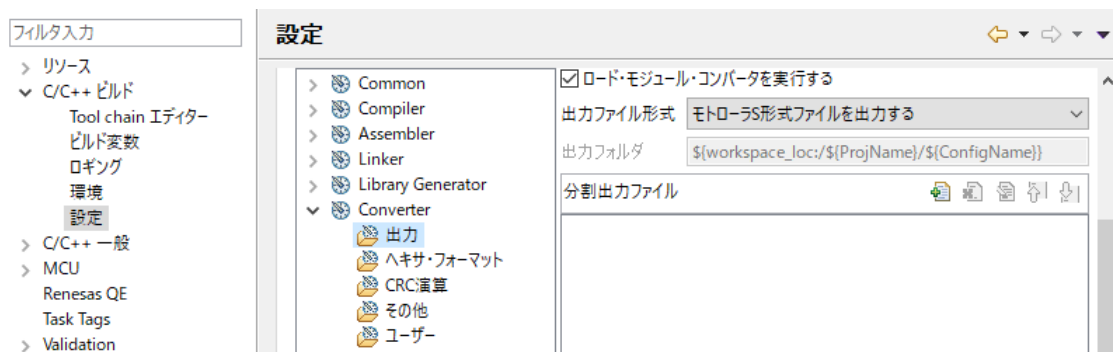 フィルタ入力
リソース
C/C++ ビルド
Tool chain エディター
ビルド変数
ロギング
環境
設定
C/C++ 一般
MCU
Renesas QE
Task Tags
Validation
設定
Common
Compiler
Assembler
Linker
Library Generator
Converter
出力
ヘキサ・フォーマット
CRC演算
その他
ユーザー
ロード・モジュール・コンバータを実行する
出力ファイル形式 モトローラS形式ファイルを出力する
出力フォルダ ${workspace_loc:/${ProjName}/${ConfigName}}
分割出力ファイル